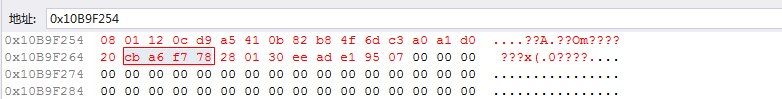 地址: 0x10B9F254
0x10B9F254 08 01 12 0c d9 a5 41 0b 82 b8 4f 6d c3 a0 a1 d0 ....??A.??Om????
0x10B9F264 20 cb a6 f7 78 28 01 30 ee ad e1 95 07 00 00 00 ???x(.0????....
0x10B9F274 00 00 00 00 00 00 00 00 00 00 00 00 00 00 00 00 ................
0x10B9F284 00 00 00 00 00 00 00 00 00 00 00 00 00 00 00 00 ................